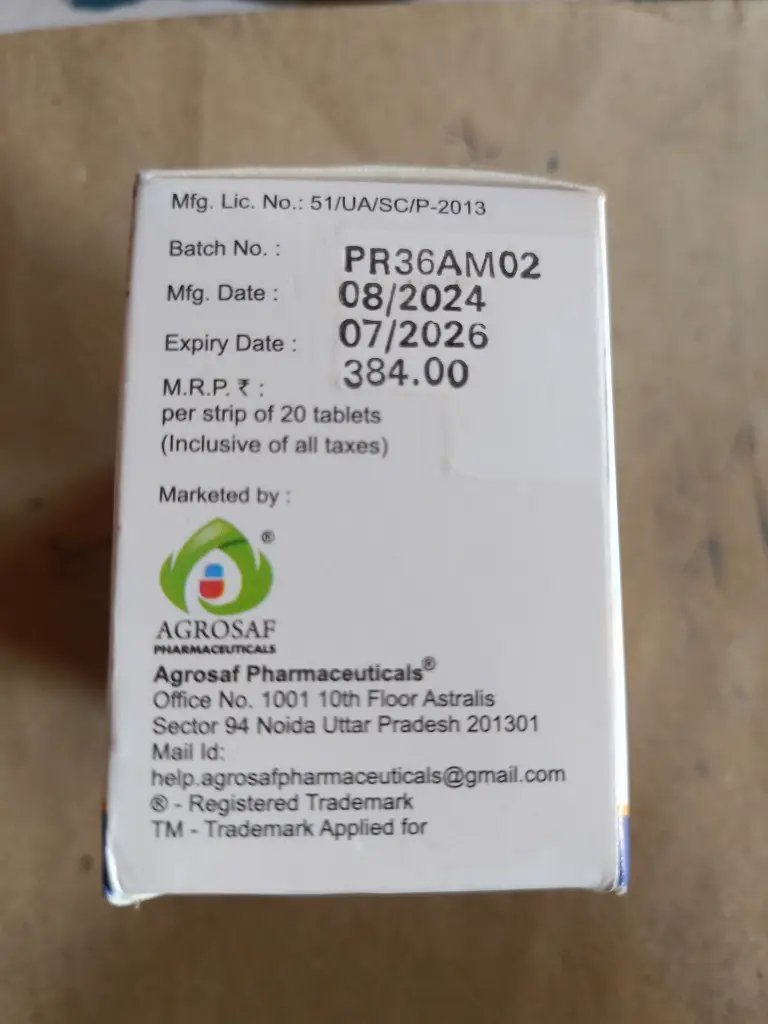 Mfg. Lic. No.: 51/UA/SC/P-2013
Batch No. : PR36AM02
Mfg. Date : 08/2024
Expiry Date : 07/2026
M.R.P. ₹ : 384.00
per strip of 20 tablets
(Inclusive of all taxes)
Marketed by :
®
AGROSAF
PHARMACEUTICALS
Agrosaf Pharmaceuticals®
Office No. 1001 10th Floor Astralis
Sector 94 Noida Uttar Pradesh 201301
Mail Id:
help.agrosafpharmaceuticals@gmail.com
® - Registered Trademark
TM - Trademark Applied for